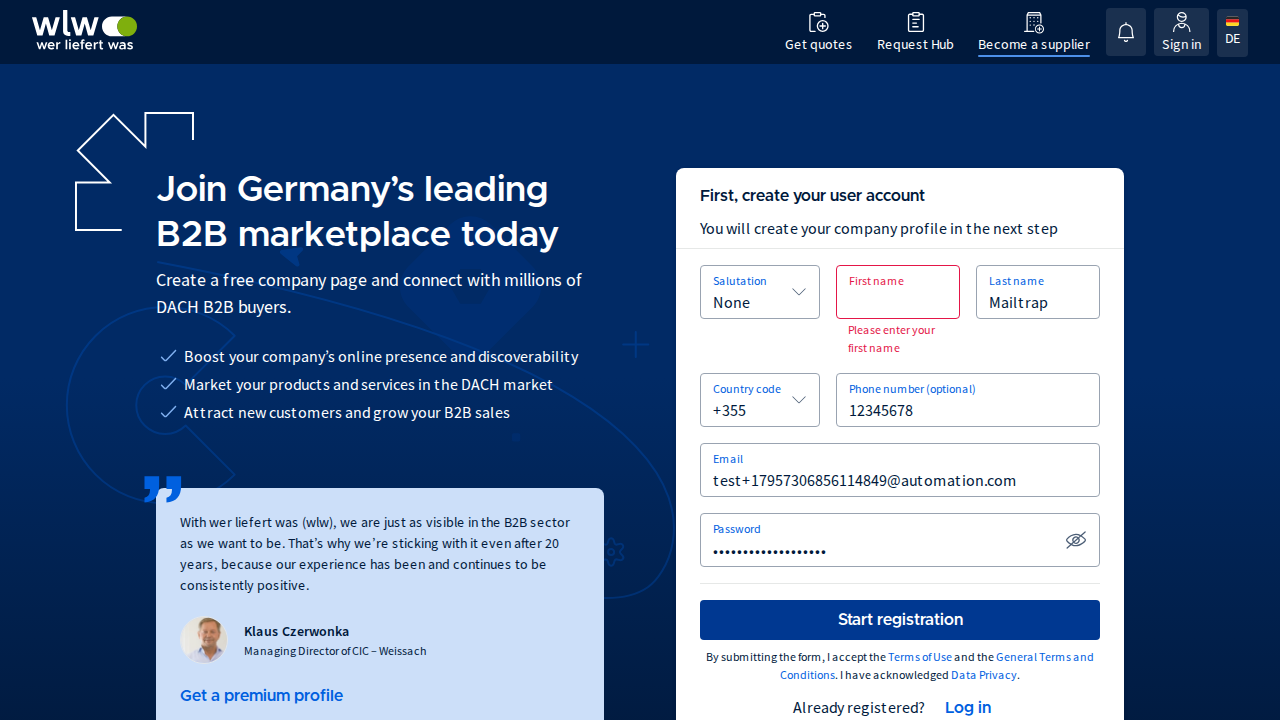 wlw
wer liefert was
Get quotes
Request Hub
Become a supplier
Sign in
DE
Join Germany's leading
B2B marketplace today
Create a free company page and connect with millions of
DACH B2B buyers.
Boost your company's online presence and discoverability
Market your products and services in the DACH market
Attract new customers and grow your B2B sales
With wer liefert was (wlw), we are just as visible in the B2B sector
as we want to be. That's why we're sticking with it even after 20
years, because our experience has been and continues to be
consistently positive.
Klaus Czerwonka
Managing Director of CIC – Weissach
Get a premium profile
First, create your user account
You will create your company profile in the next step
Salutation
None
First name
Please enter your
first name
Last name
Mailtrap
Country code
+355
Phone number (optional)
12345678
Email
test+17957306856114849@automation.com
Password
•••••••••••••••••••
Start registration
By submitting the form, I accept the Terms of Use and the General Terms and
Conditions. I have acknowledged Data Privacy.
Already registered? Log in